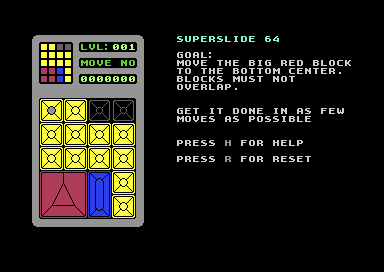 LVL:001
MOVE NO
0000000
SUPERSLIDE 64
GOAL:
MOVE THE BIG RED BLOCK
TO THE BOTTOM CENTER.
BLOCKS MUST NOT
OVERLAP.
GET IT DONE IN AS FEW
MOVES AS POSSIBLE
PRESS H FOR HELP
PRESS R FOR RESET